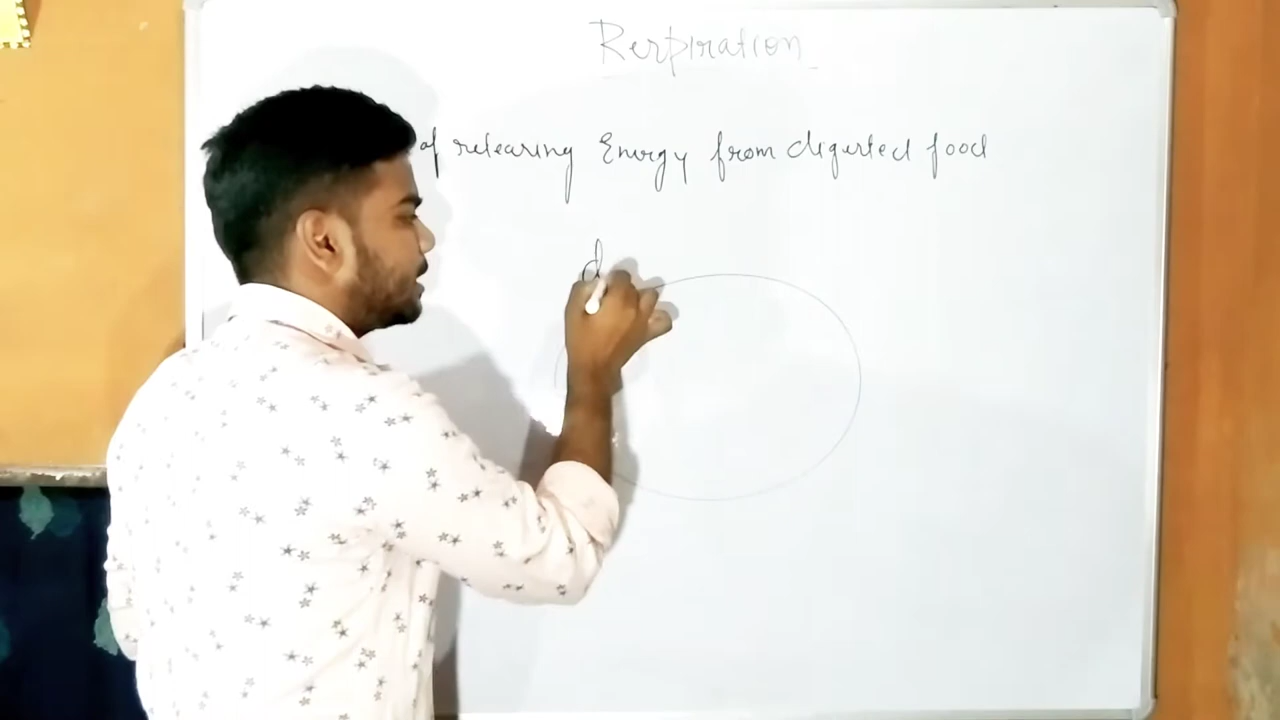 Respiration
of releasing Energy from digested food
d